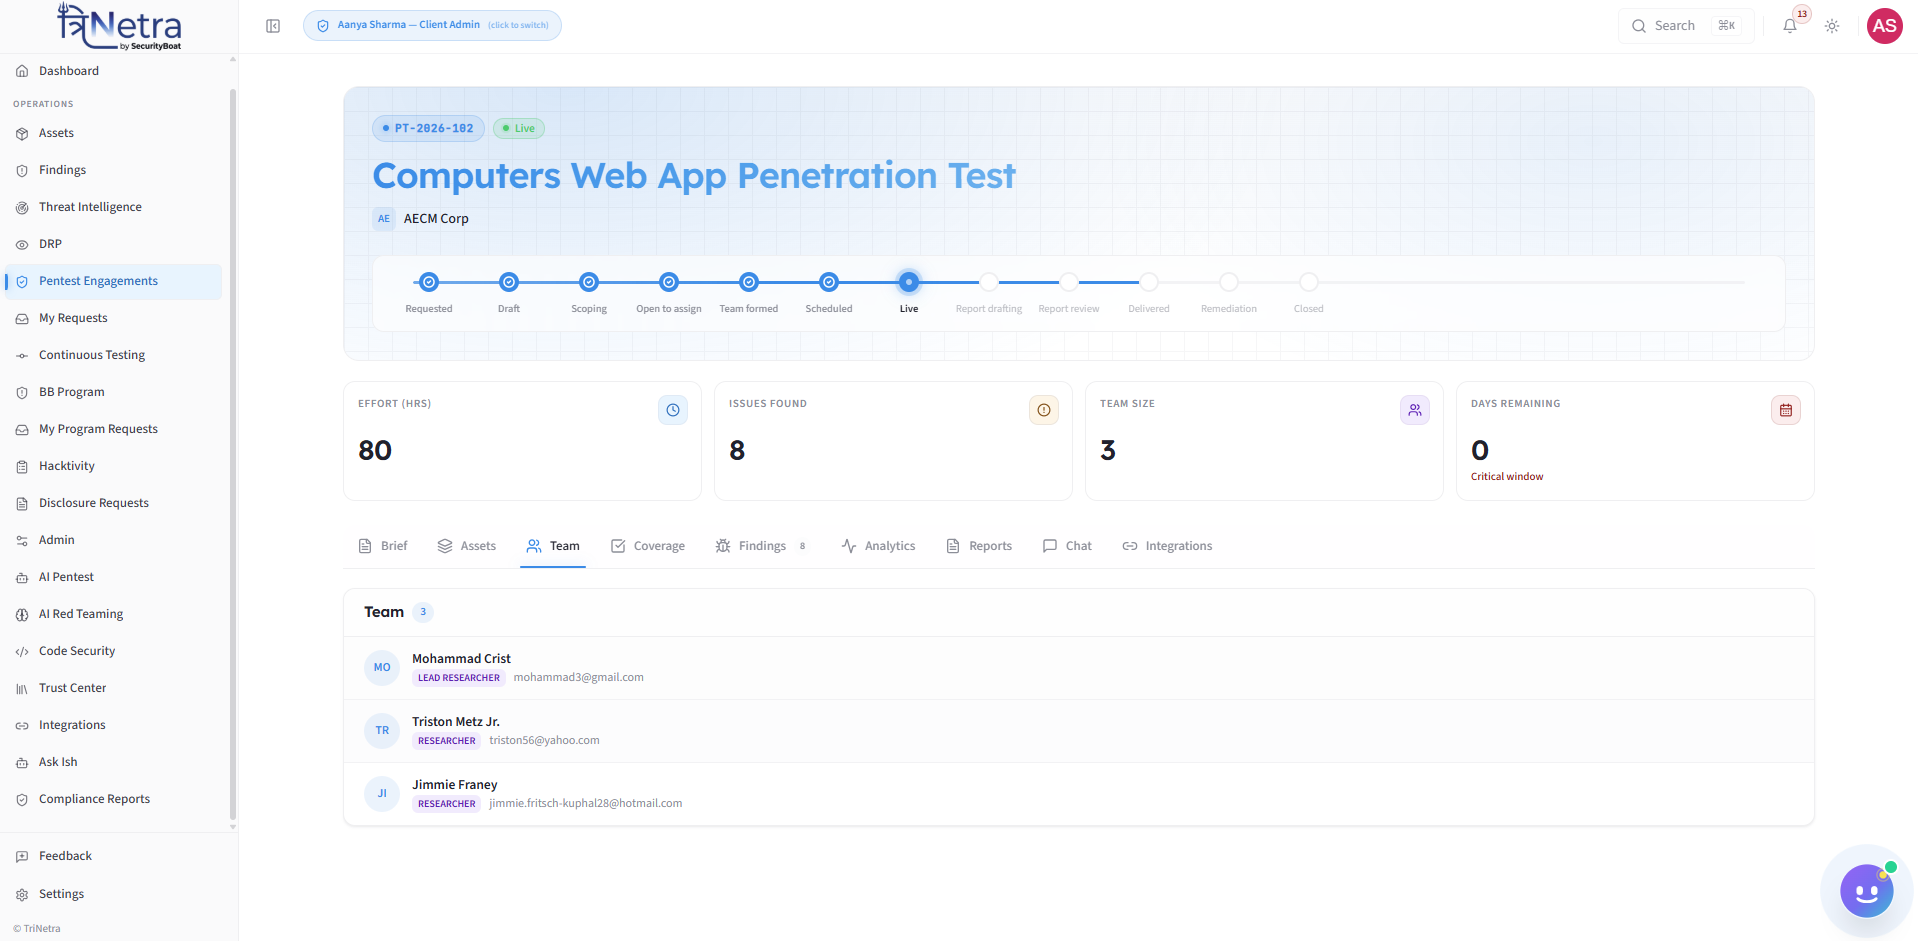 त्रिNetra
by SecurityBoat
Aanya Sharma — Client Admin (click to switch)
Search ⌘K
13
AS
Dashboard
OPERATIONS
Assets
Findings
Threat Intelligence
DRP
Pentest Engagements
My Requests
Continuous Testing
BB Program
My Program Requests
Hacktivity
Disclosure Requests
Admin
AI Pentest
AI Red Teaming
Code Security
Trust Center
Integrations
Ask Ish
Compliance Reports
Feedback
Settings
© TriNetra
PT-2026-102 Live
Computers Web App Penetration Test
AE AECM Corp
Requested Draft Scoping Open to assign Team formed Scheduled Live Report drafting Report review Delivered Remediation Closed
EFFORT (HRS)
80
ISSUES FOUND
8
TEAM SIZE
3
DAYS REMAINING
0
Critical window
Brief Assets Team Coverage Findings 8 Analytics Reports Chat Integrations
Team 3
MO Mohammad Crist
LEAD RESEARCHER mohammad3@gmail.com
TR Triston Metz Jr.
RESEARCHER triston56@yahoo.com
JI Jimmie Franey
RESEARCHER jimmie.fritsch-kuphal28@hotmail.com